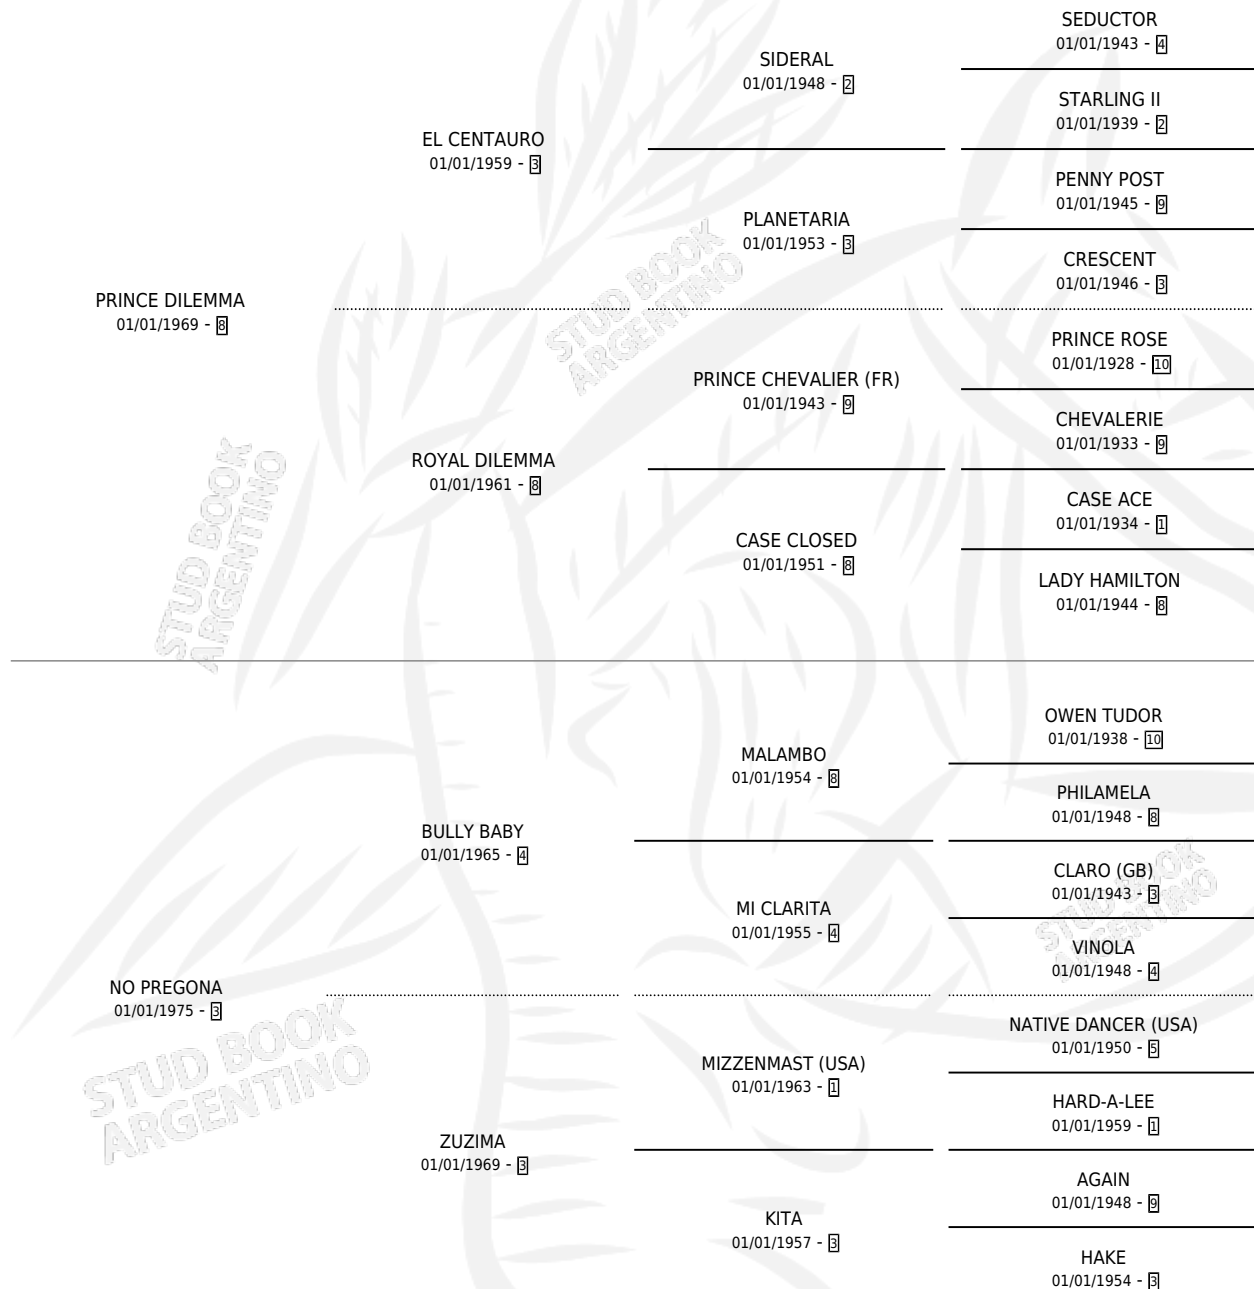 SEDUCTOR
01/01/1943 - 4
SIDERAL
01/01/1948 - 2
STARLING II
01/01/1939 - 2
EL CENTAURO
01/01/1959 - 3
PENNY POST
01/01/1945 - 9
PLANETARIA
01/01/1953 - 3
CRESCENT
01/01/1946 - 3
PRINCE DILEMMA
01/01/1969 - 8
PRINCE ROSE
01/01/1928 - 10
PRINCE CHEVALIER (FR)
01/01/1943 - 9
CHEVALERIE
01/01/1933 - 9
ROYAL DILEMMA
01/01/1961 - 8
CASE ACE
01/01/1934 - 1
CASE CLOSED
01/01/1951 - 8
LADY HAMILTON
01/01/1944 - 8
OWEN TUDOR
01/01/1938 - 10
MALAMBO
01/01/1954 - 8
PHILAMELA
01/01/1948 - 8
BULLY BABY
01/01/1965 - 4
CLARO (GB)
01/01/1943 - 3
MI CLARITA
01/01/1955 - 4
VINOLA
01/01/1948 - 4
NO PREGONA
01/01/1975 - 3
NATIVE DANCER (USA)
01/01/1950 - 5
MIZZENMAST (USA)
01/01/1963 - 1
HARD-A-LEE
01/01/1959 - 1
ZUZIMA
01/01/1969 - 3
AGAIN
01/01/1948 - 9
KITA
01/01/1957 - 3
HAKE
01/01/1954 - 3
STUD BOOK
ARGENTINO
STUD BOOK
ARGENTINO
STUD BOOK
ARGENTINO
STUD BOOK
ARGENTINO